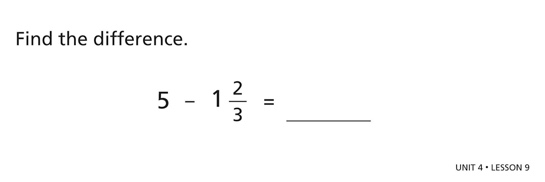 Find the difference.
5 - 1 2/3 = ________
UNIT 4 • LESSON 9